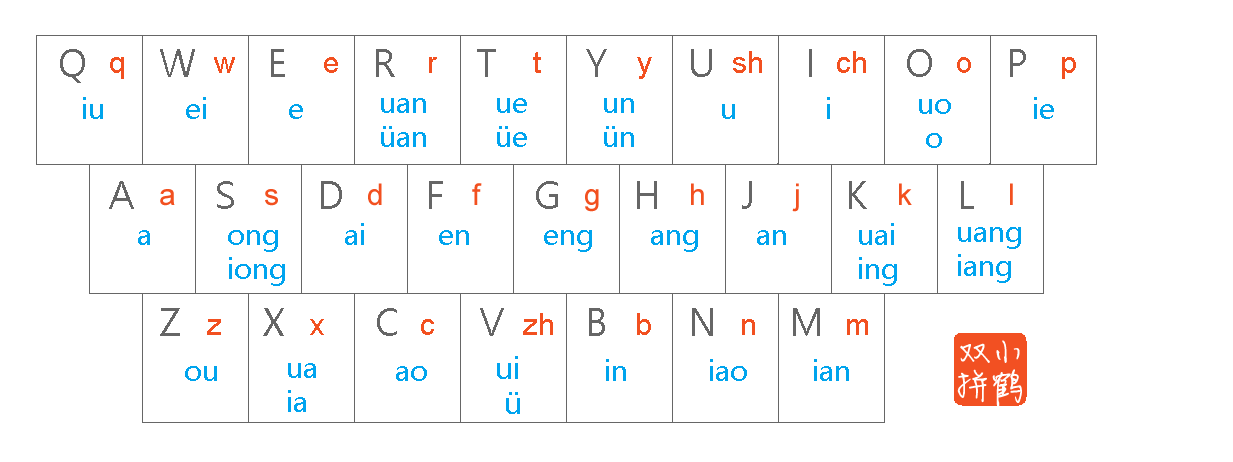 Q q W w E e R r T t Y y U sh I ch O o P p
iu ei e uan ue un u i uo ie
üan üe ün o
A a S s D d F f G g H h J j K k L l
a ong ai en eng ang an uai uang
iong ing iang
Z z X x C c V zh B b N n M m
ou ua ao ui in iao ian
ia ü
小鹤
双拼